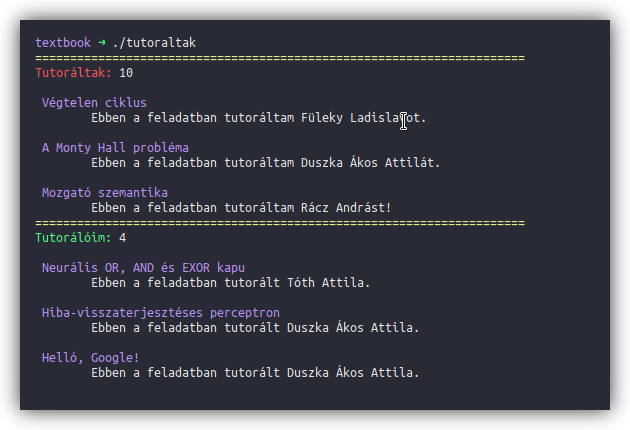 textbook → ./tutoraltak
======================================================================
Tutoráltak: 10
Végtelen ciklus
Ebben a feladatban tutoráltam Füleky Ladislavot.
A Monty Hall probléma
Ebben a feladatban tutoráltam Duszka Ákos Attilát.
Mozgató szemantika
Ebben a feladatban tutoráltam Rácz Andrást!
======================================================================
Tutorálóim: 4
Neurális OR, AND és EXOR kapu
Ebben a feladatban tutorált Tóth Attila.
Hiba-visszaterjesztéses perceptron
Ebben a feladatban tutorált Duszka Ákos Attila.
Helló, Google!
Ebben a feladatban tutorált Duszka Ákos Attila.